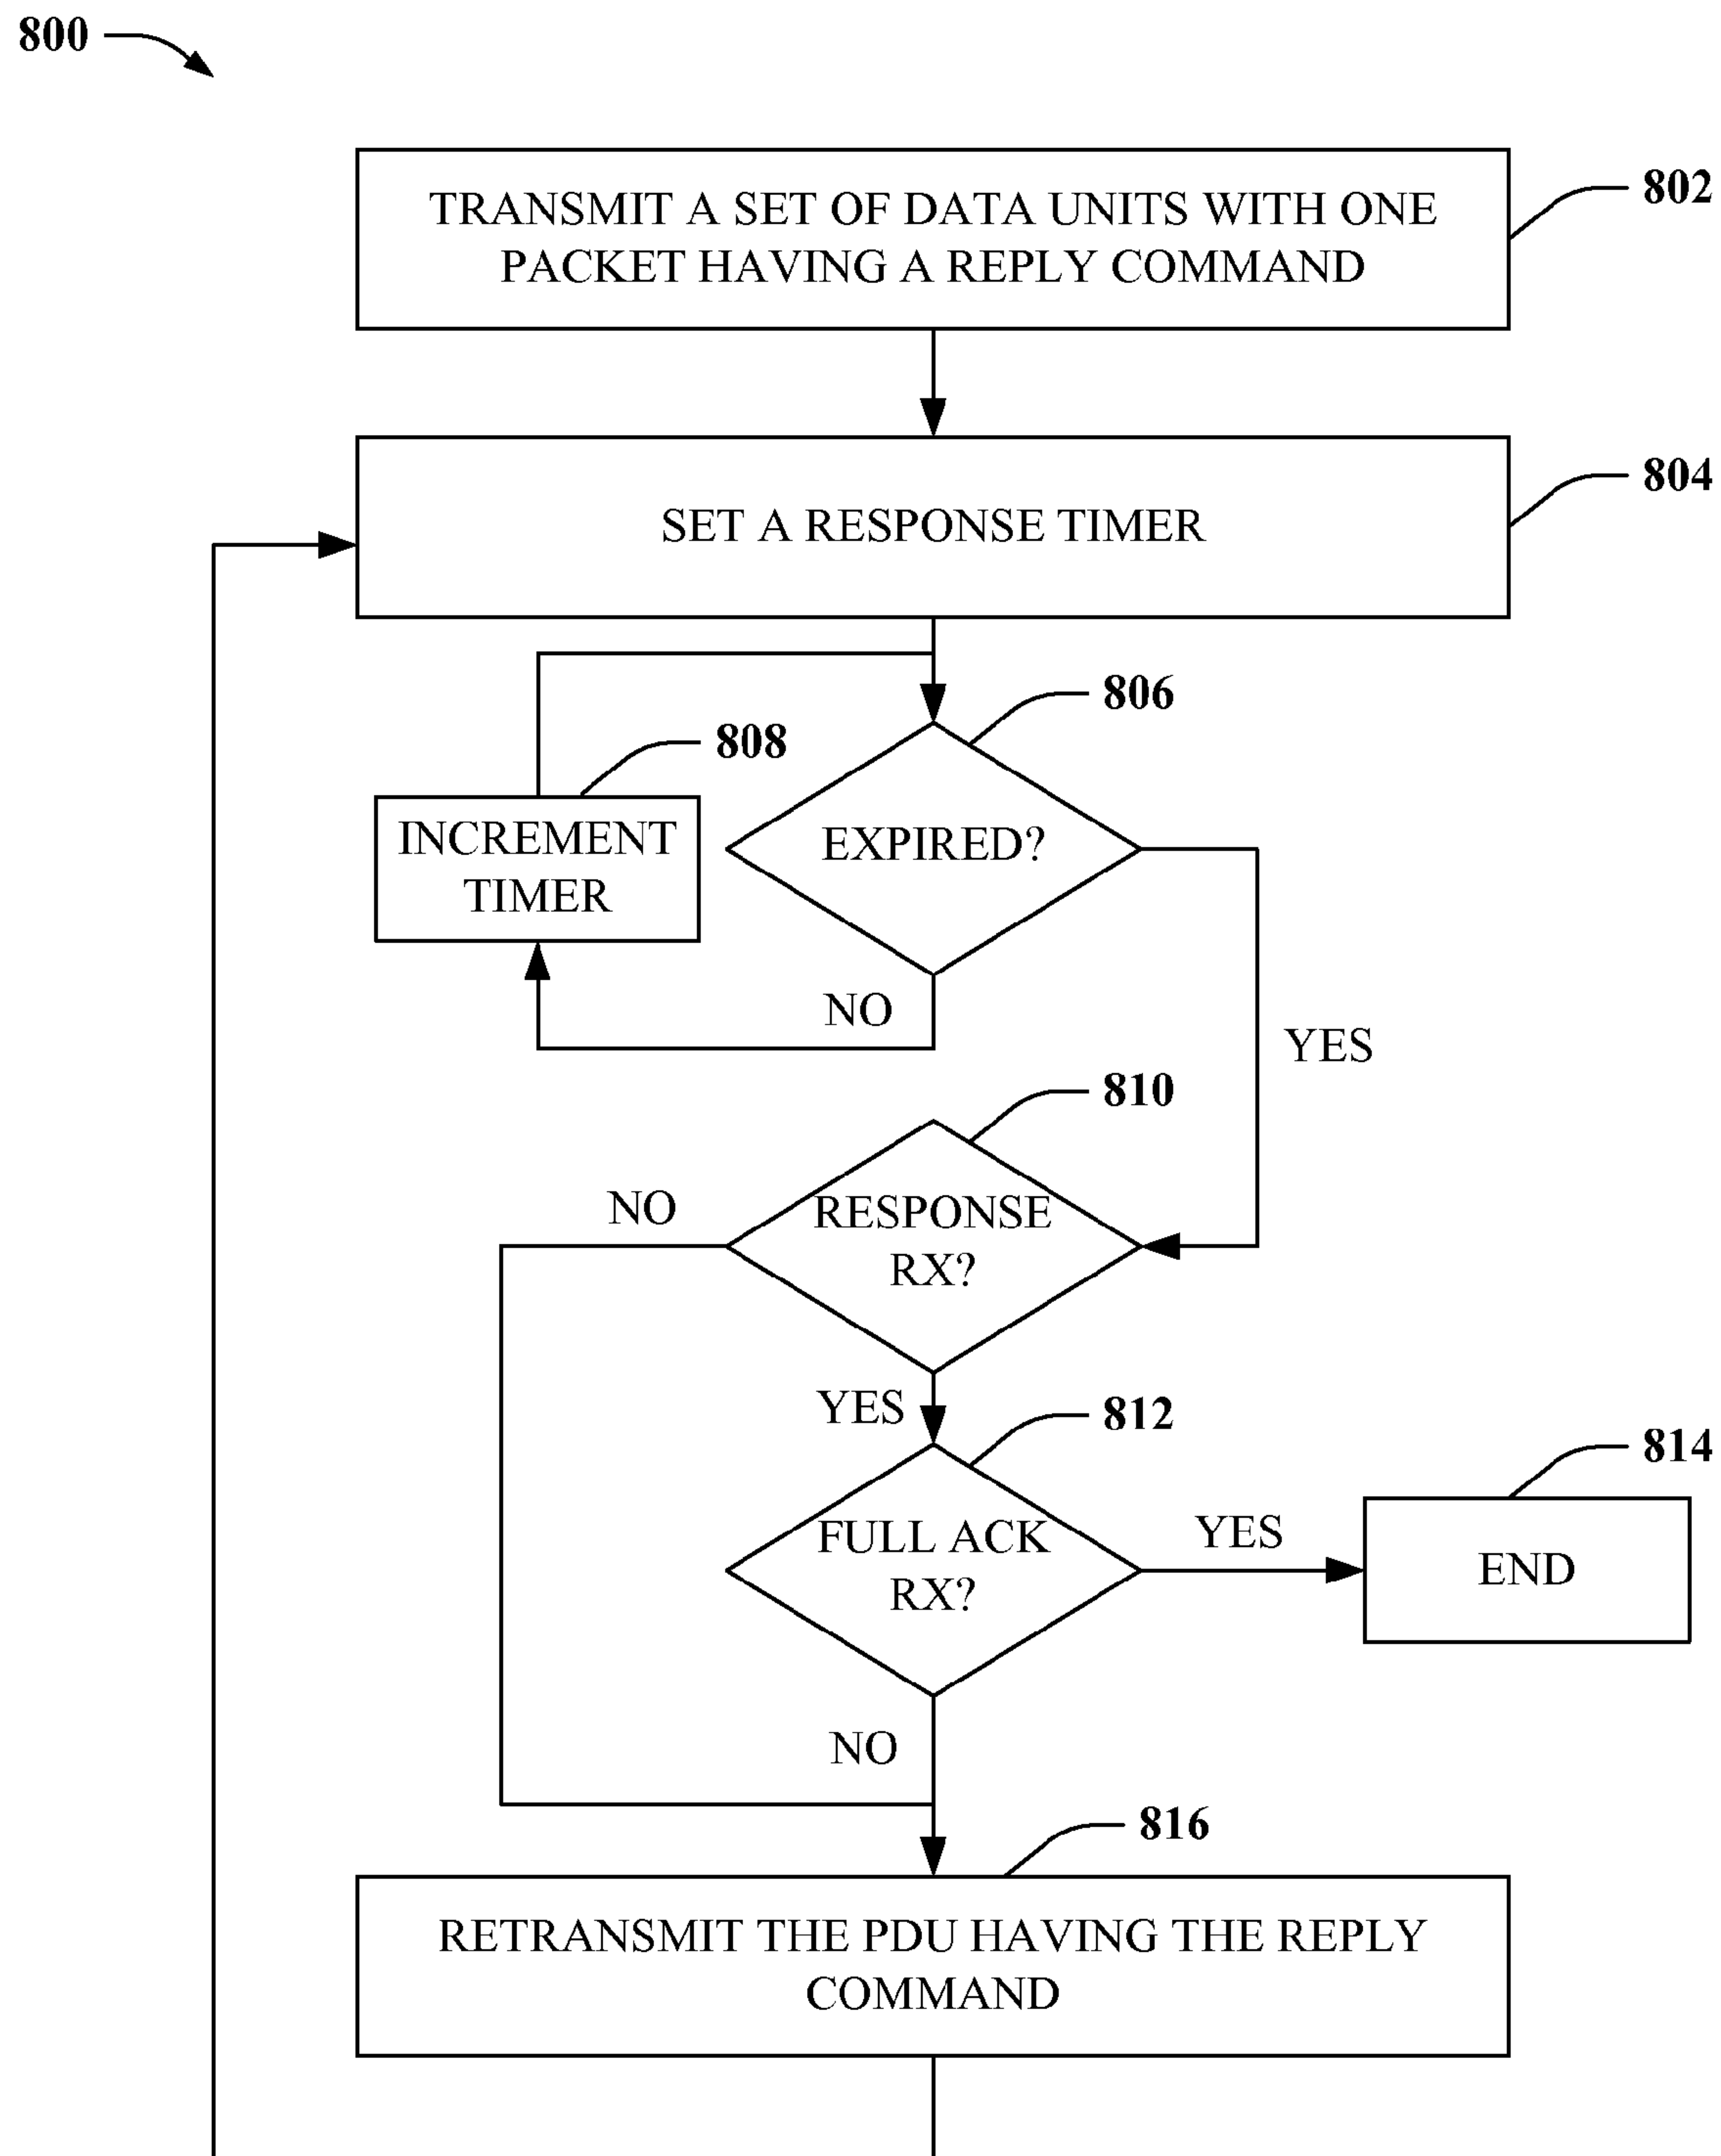 800
TRANSMIT A SET OF DATA UNITS WITH ONE
PACKET HAVING A REPLY COMMAND
802
SET A RESPONSE TIMER
804
806
808
INCREMENT
TIMER
EXPIRED?
NO
YES
810
NO
RESPONSE
RX?
YES
812
814
FULL ACK
RX?
YES
END
NO
816
RETRANSMIT THE PDU HAVING THE REPLY
COMMAND